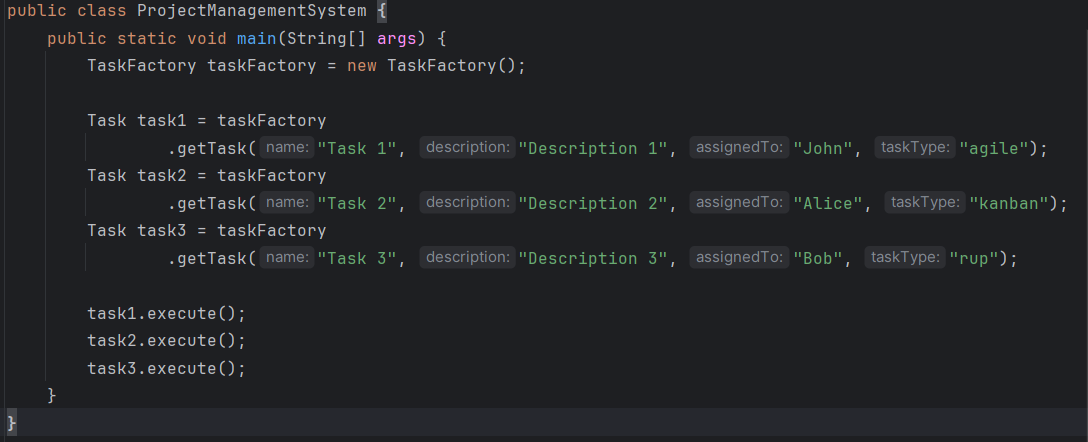 public class ProjectManagementSystem {
    public static void main(String[] args) {
        TaskFactory taskFactory = new TaskFactory();
        Task task1 = taskFactory
                .getTask( name: "Task 1", description: "Description 1", assignedTo: "John", taskType: "agile");
        Task task2 = taskFactory
                .getTask( name: "Task 2", description: "Description 2", assignedTo: "Alice", taskType: "kanban");
        Task task3 = taskFactory
                .getTask( name: "Task 3", description: "Description 3", assignedTo: "Bob", taskType: "rup");
        task1.execute();
        task2.execute();
        task3.execute();
    }
}